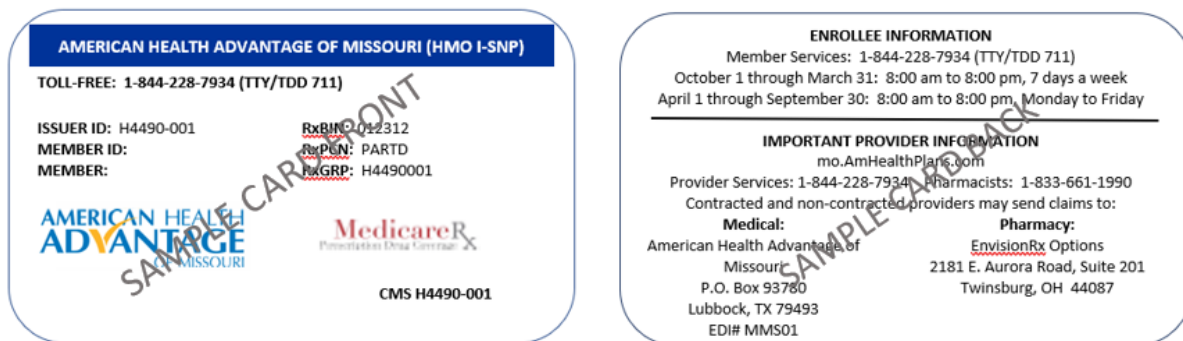 AMERICAN HEALTH ADVANTAGE OF MISSOURI (HMO I-SNP)
TOLL-FREE: 1-844-228-7934 (TTY/TDD 711)
ISSUER ID: H4490-001
MEMBER ID:
MEMBER:
RxBIN: 012312
RxPCN: PARTD
RxGRP: H4490001
AMERICAN HEALTH
ADVANTAGE
OF MISSOURI
MedicareRx
Prescription Drug Coverage
CMS H4490-001
SAMPLE CARD FRONT
ENROLLEE INFORMATION
Member Services: 1-844-228-7934 (TTY/TDD 711)
October 1 through March 31: 8:00 am to 8:00 pm, 7 days a week
April 1 through September 30: 8:00 am to 8:00 pm, Monday to Friday
IMPORTANT PROVIDER INFORMATION
mo.AmHealthPlans.com
Provider Services: 1-844-228-7934 Pharmacists: 1-833-661-1990
Contracted and non-contracted providers may send claims to:
Medical:
American Health Advantage of
Missouri
P.O. Box 93780
Lubbock, TX 79493
EDI# MMS01
Pharmacy:
EnvisionRx Options
2181 E. Aurora Road, Suite 201
Twinsburg, OH 44087
SAMPLE CARD BACK